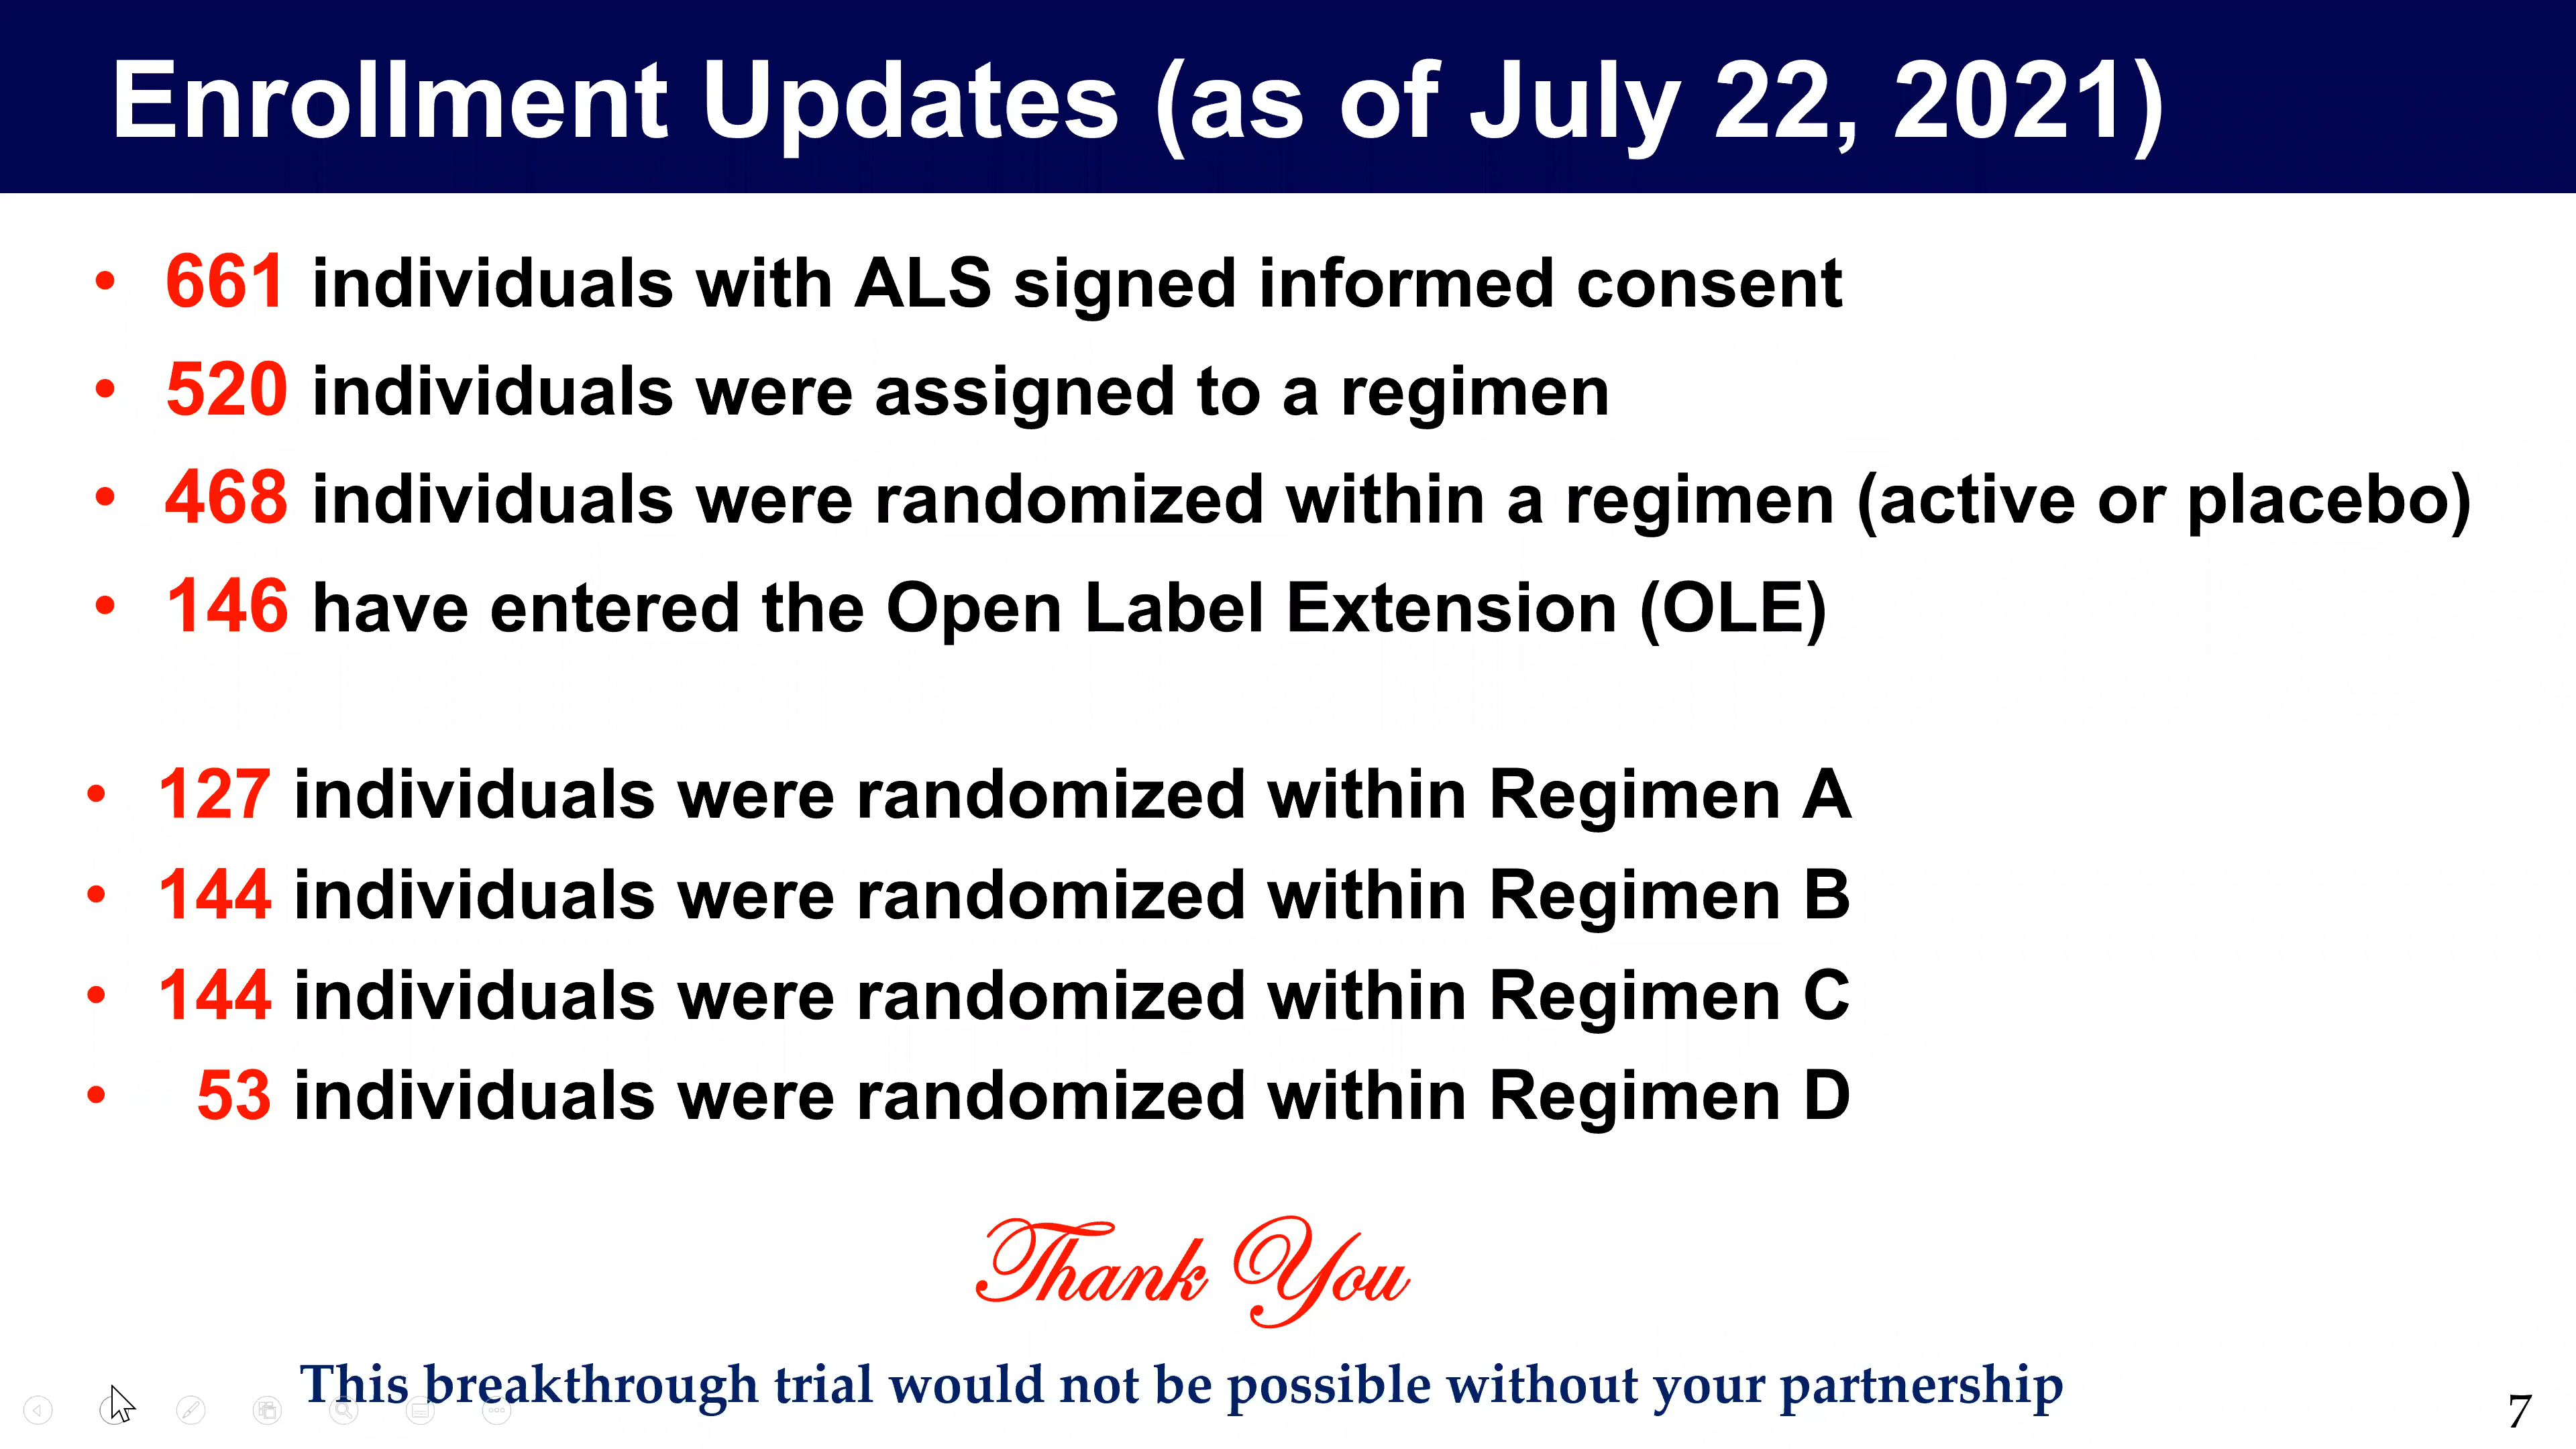 Enrollment Updates (as of July 22, 2021)
• 661 individuals with ALS signed informed consent
• 520 individuals were assigned to a regimen
• 468 individuals were randomized within a regimen (active or placebo)
• 146 have entered the Open Label Extension (OLE)
• 127 individuals were randomized within Regimen A
• 144 individuals were randomized within Regimen B
• 144 individuals were randomized within Regimen C
• 53 individuals were randomized within Regimen D
Thank You
This breakthrough trial would not be possible without your partnership
7